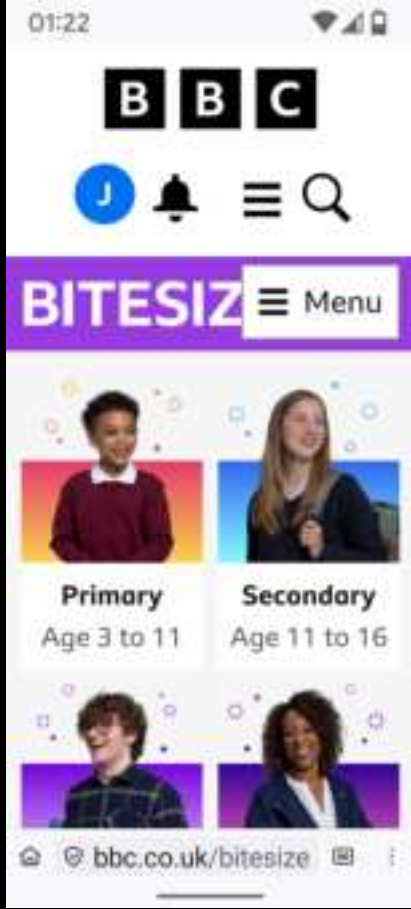 01:22
BBC
J
BITESIZ
Menu
Primary
Secondary
Age 3 to 11
Age 11 to 16
bbc.co.uk/bitesize